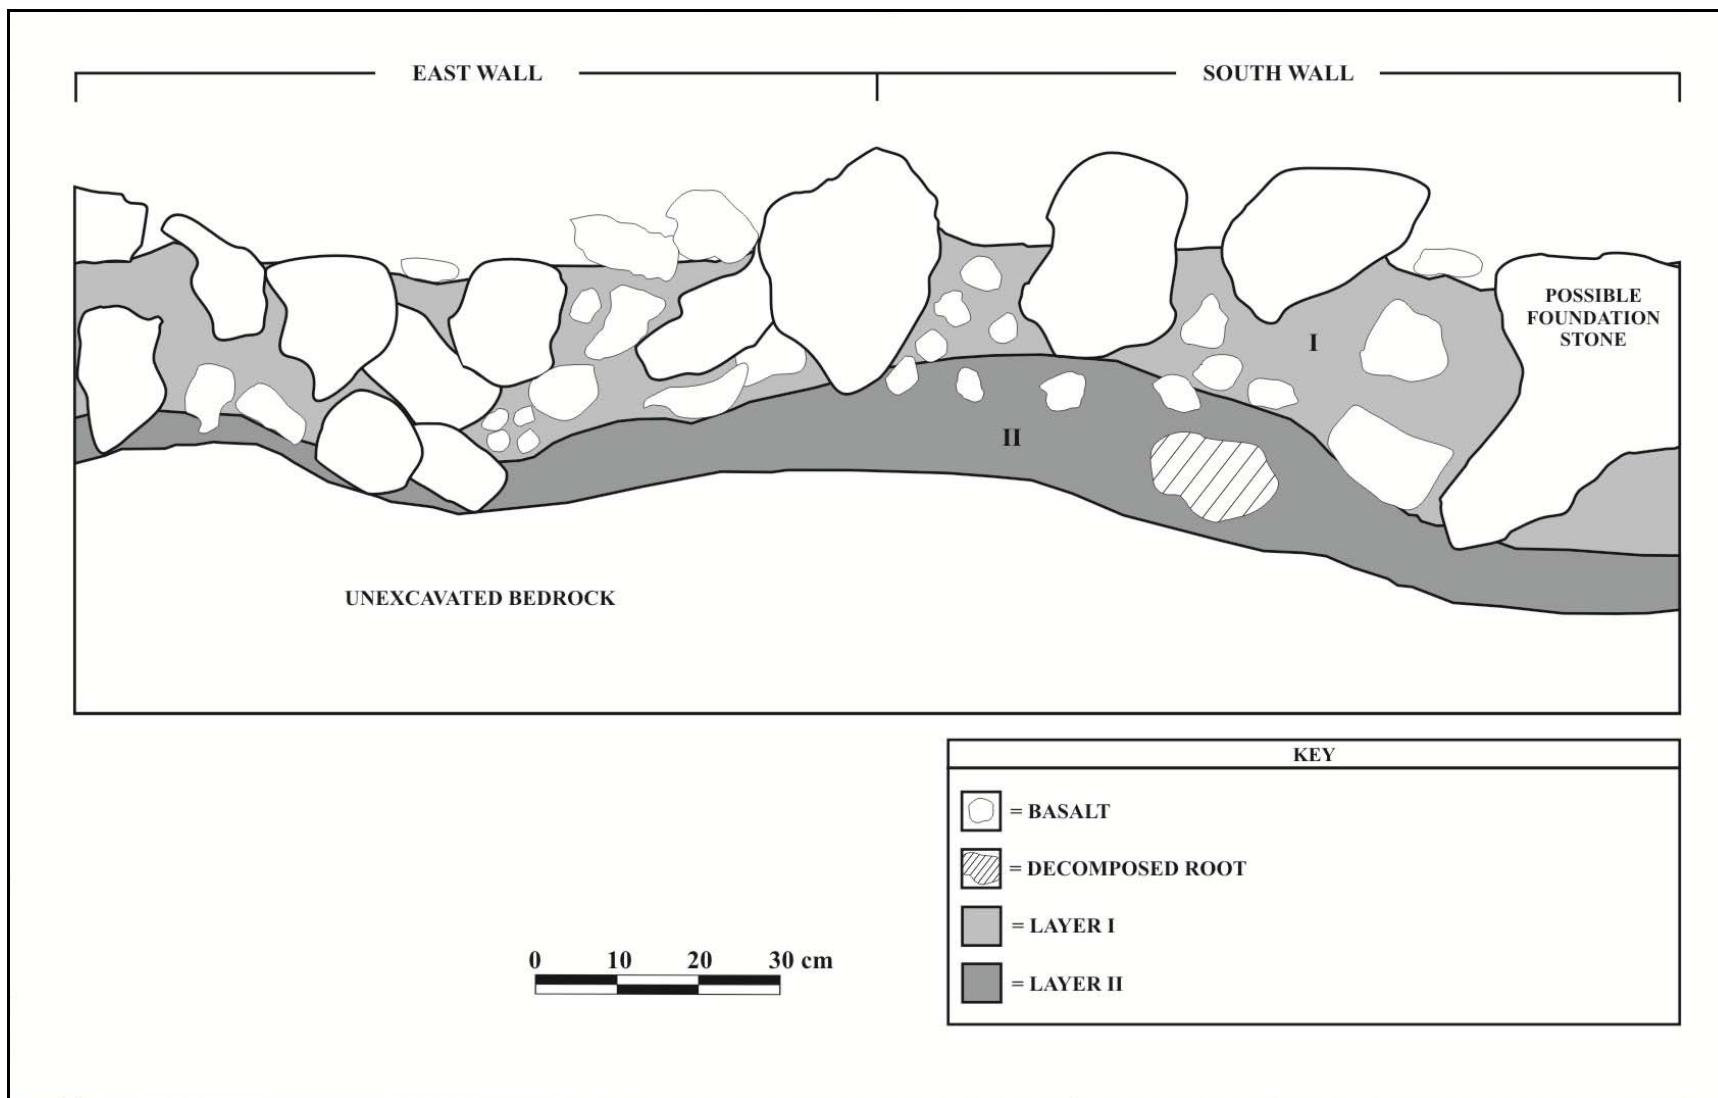 EAST WALL
SOUTH WALL
POSSIBLE
FOUNDATION
STONE
I
II
UNEXCAVATED BEDROCK
KEY
= BASALT
= DECOMPOSED ROOT
= LAYER I
= LAYER II
0 10 20 30 cm